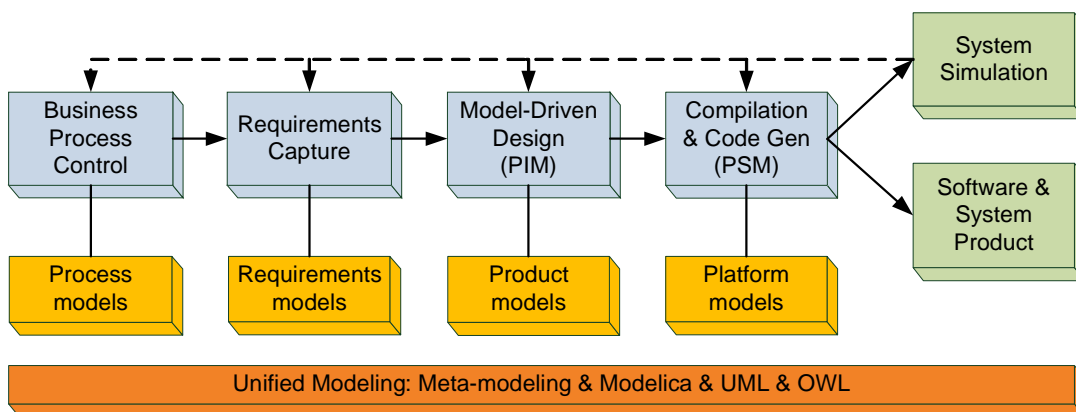 System
Simulation
Business
Process
Control
Requirements
Capture
Model-Driven
Design
(PIM)
Compilation
& Code Gen
(PSM)
Software &
System
Product
Process
models
Requirements
models
Product
models
Platform
models
Unified Modeling: Meta-modeling & Modelica & UML & OWL